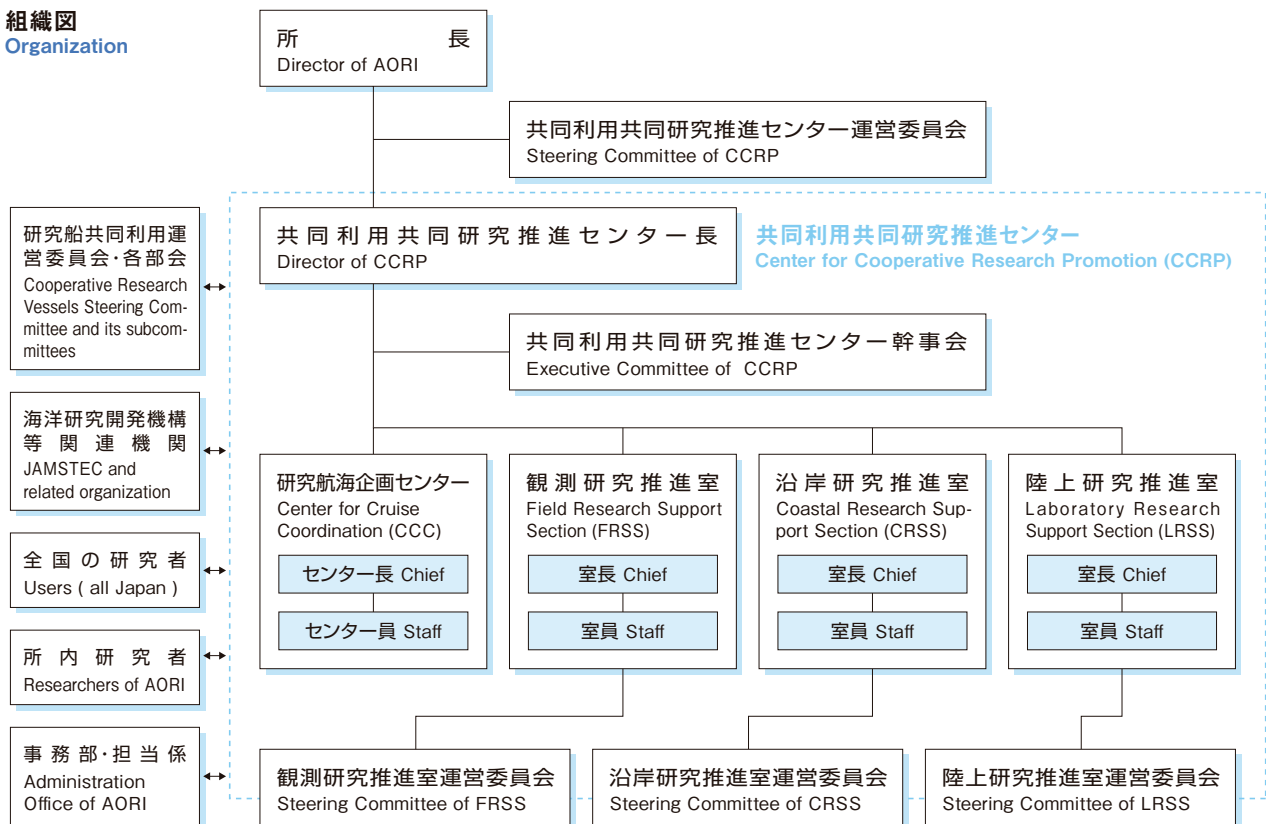 組織図
Organization
所 長
Director of AORI
共同利用共同研究推進センター運営委員会
Steering Committee of CCRP
共同利用共同研究推進センター長
Director of CCRP
共同利用共同研究推進センター
Center for Cooperative Research Promotion (CCRP)
共同利用共同研究推進センター幹事会
Executive Committee of CCRP
研究船共同利用運
営委員会・各部会
Cooperative Research
Vessels Steering Com-
mittee and its subcom-
mittees
海洋研究開発機構
等関連機関
JAMSTEC and
related organization
全国の研究者
Users ( all Japan )
所内研究者
Researchers of AORI
事務部・担当係
Administration
Office of AORI
研究航海企画センター
Center for Cruise
Coordination (CCC)
センター長 Chief
センター員 Staff
観測研究推進室
Field Research Support
Section (FRSS)
室長 Chief
室員 Staff
沿岸研究推進室
Coastal Research Sup-
port Section (CRSS)
室長 Chief
室員 Staff
陸上研究推進室
Laboratory Research
Support Section (LRSS)
室長 Chief
室員 Staff
観測研究推進室運営委員会
Steering Committee of FRSS
沿岸研究推進室運営委員会
Steering Committee of CRSS
陸上研究推進室運営委員会
Steering Committee of LRSS